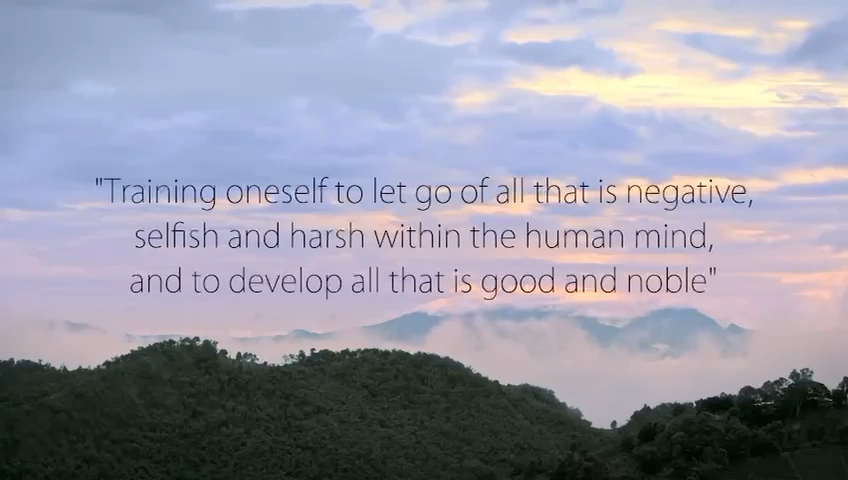 "Training oneself to let go of all that is negative,
selfish and harsh within the human mind,
and to develop all that is good and noble"